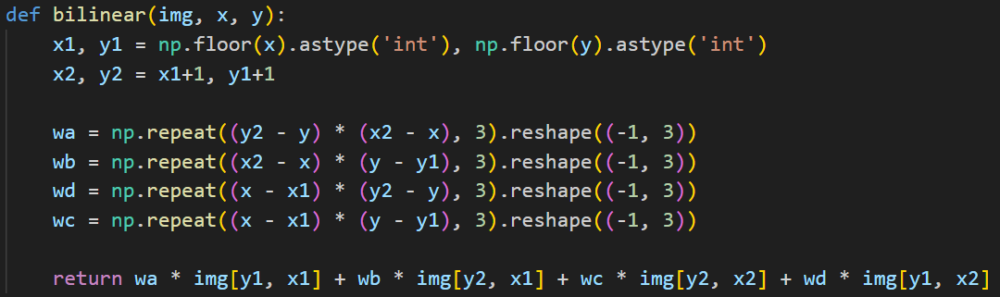 def bilinear(img, x, y):
    x1, y1 = np.floor(x).astype('int'), np.floor(y).astype('int')
    x2, y2 = x1+1, y1+1

    wa = np.repeat((y2 - y) * (x2 - x), 3).reshape((-1, 3))
    wb = np.repeat((x2 - x) * (y - y1), 3).reshape((-1, 3))
    wd = np.repeat((x - x1) * (y2 - y), 3).reshape((-1, 3))
    wc = np.repeat((x - x1) * (y - y1), 3).reshape((-1, 3))

    return wa * img[y1, x1] + wb * img[y2, x1] + wc * img[y2, x2] + wd * img[y1, x2]